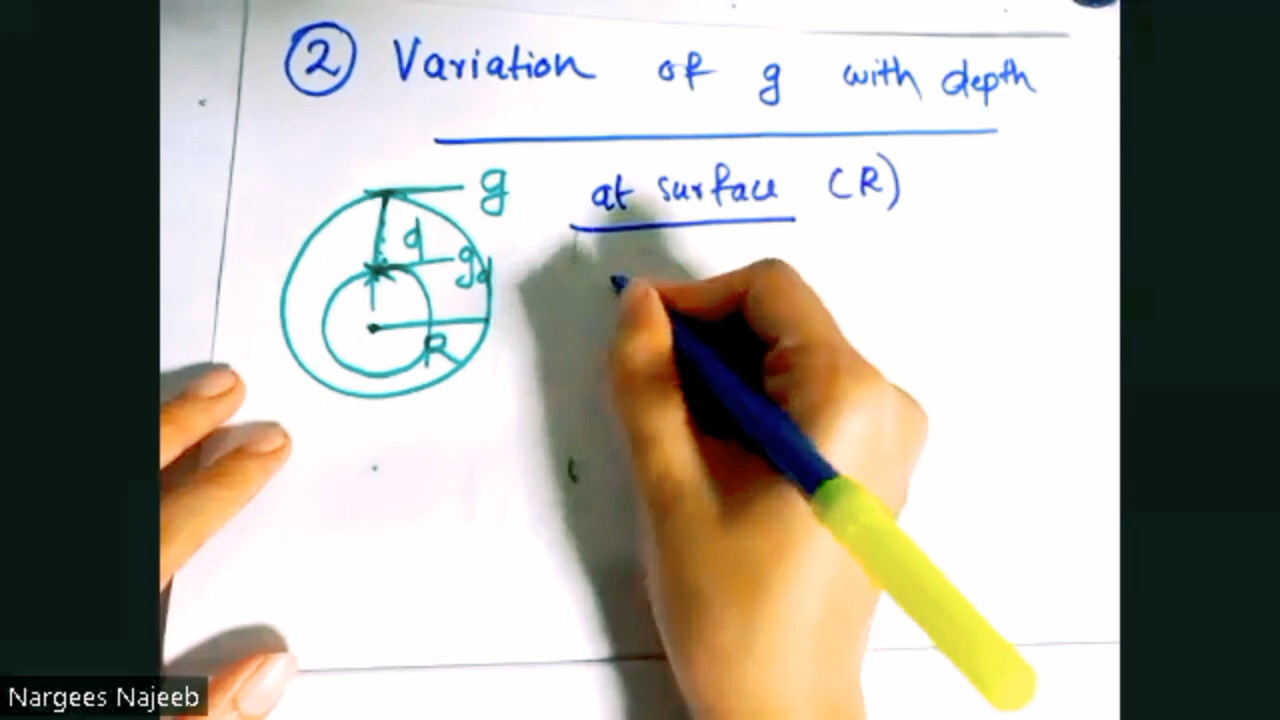 ② Variation of g with depth
at surface (R)
g
d
gd
R
Nargees Najeeb